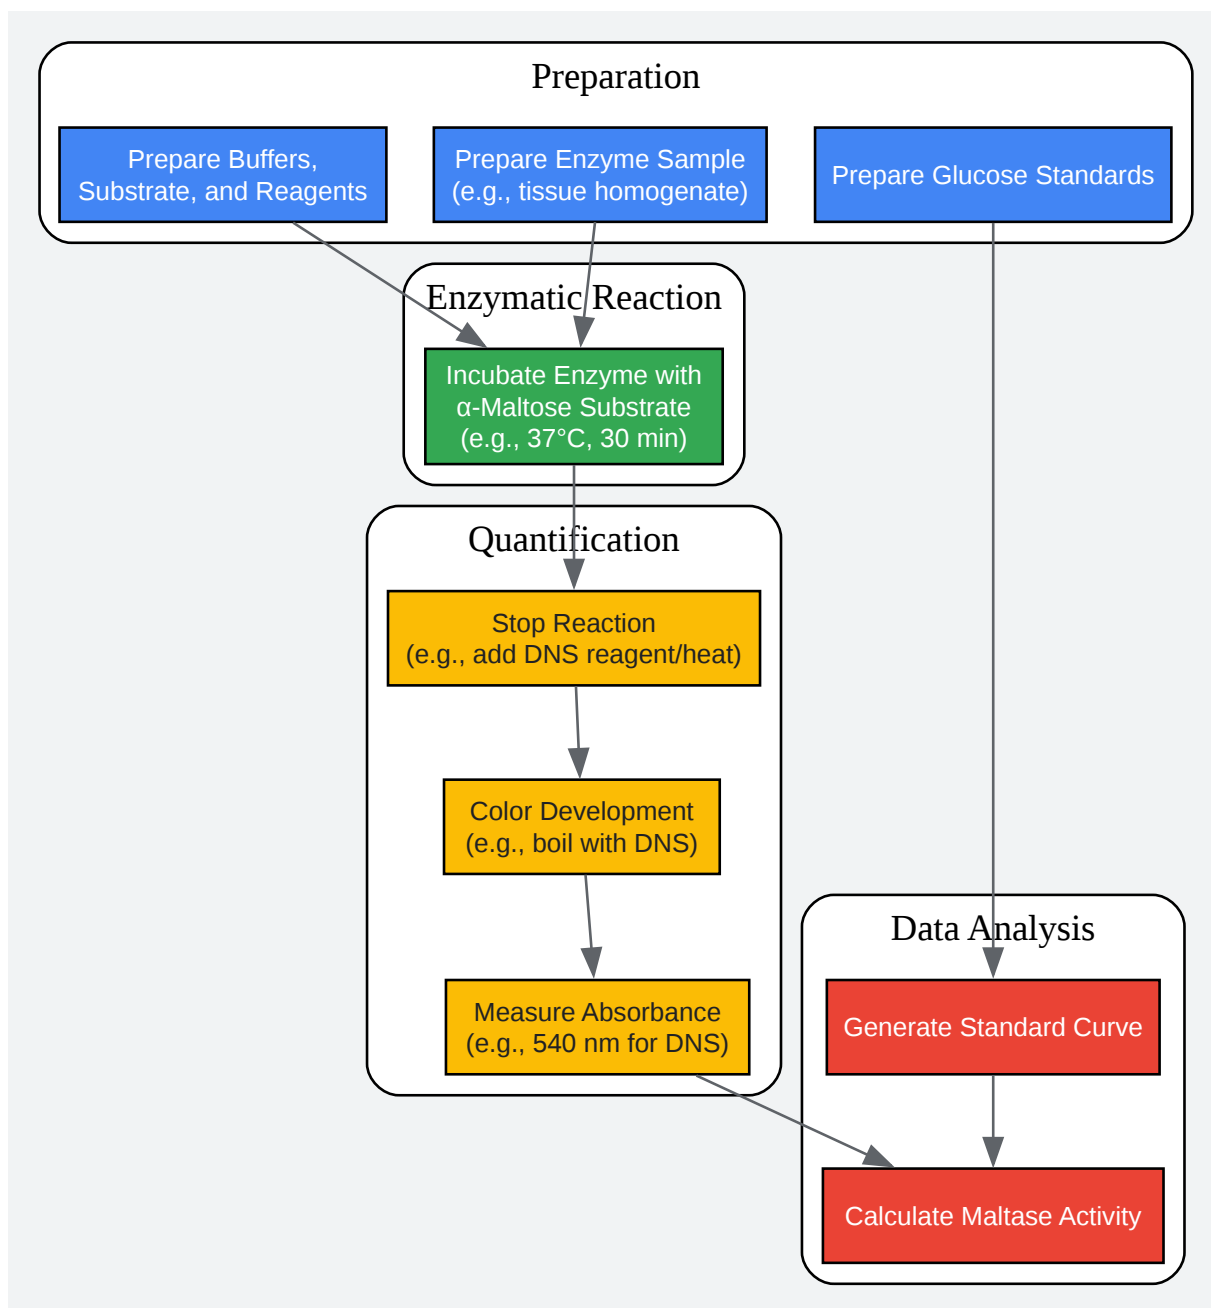 Preparation
Prepare Buffers,
Substrate, and Reagents
Prepare Enzyme Sample
(e.g., tissue homogenate)
Prepare Glucose Standards
Enzymatic Reaction
Incubate Enzyme with
α-Maltose Substrate
(e.g., 37°C, 30 min)
Quantification
Stop Reaction
(e.g., add DNS reagent/heat)
Color Development
(e.g., boil with DNS)
Measure Absorbance
(e.g., 540 nm for DNS)
Data Analysis
Generate Standard Curve
Calculate Maltase Activity